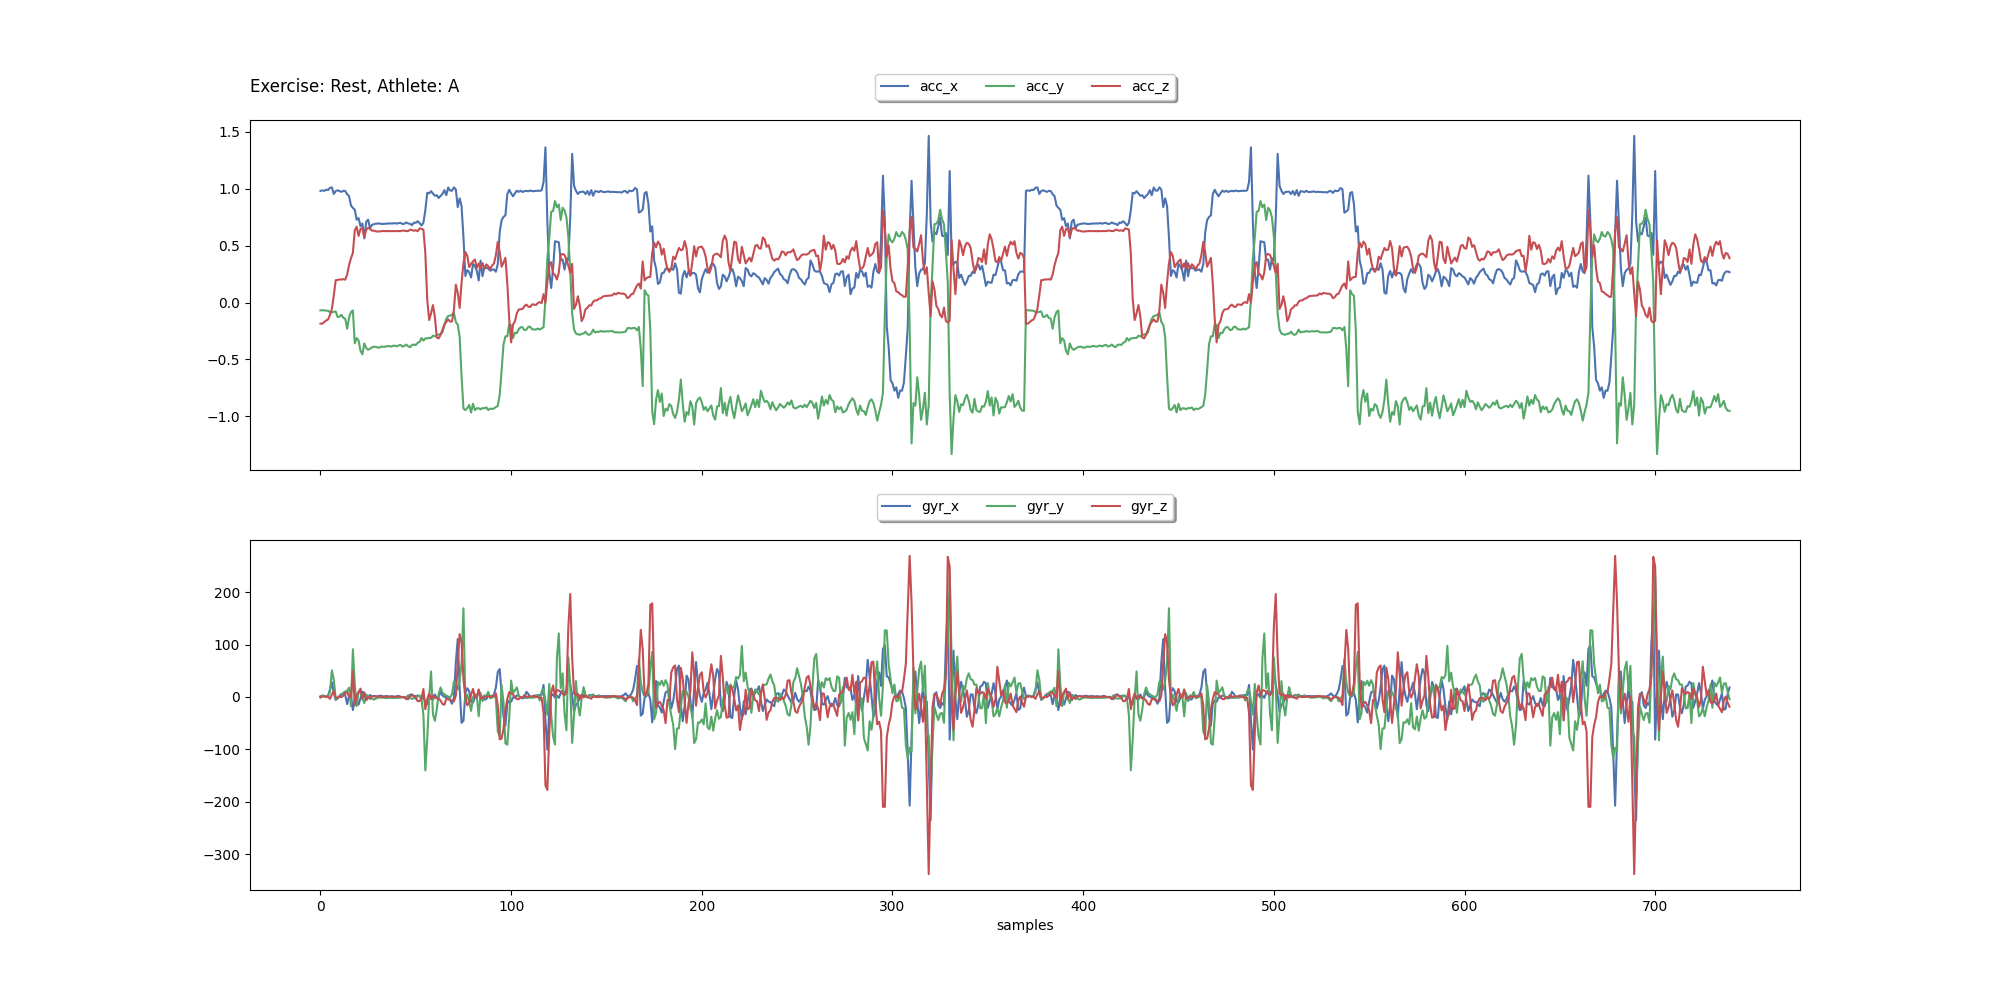 Exercise: Rest, Athlete: A
acc_x acc_y acc_z
1.5
1.0
0.5
0.0
−0.5
−1.0
gyr_x gyr_y gyr_z
200
100
0
−100
−200
−300
0 100 200 300 400 500 600 700
samples